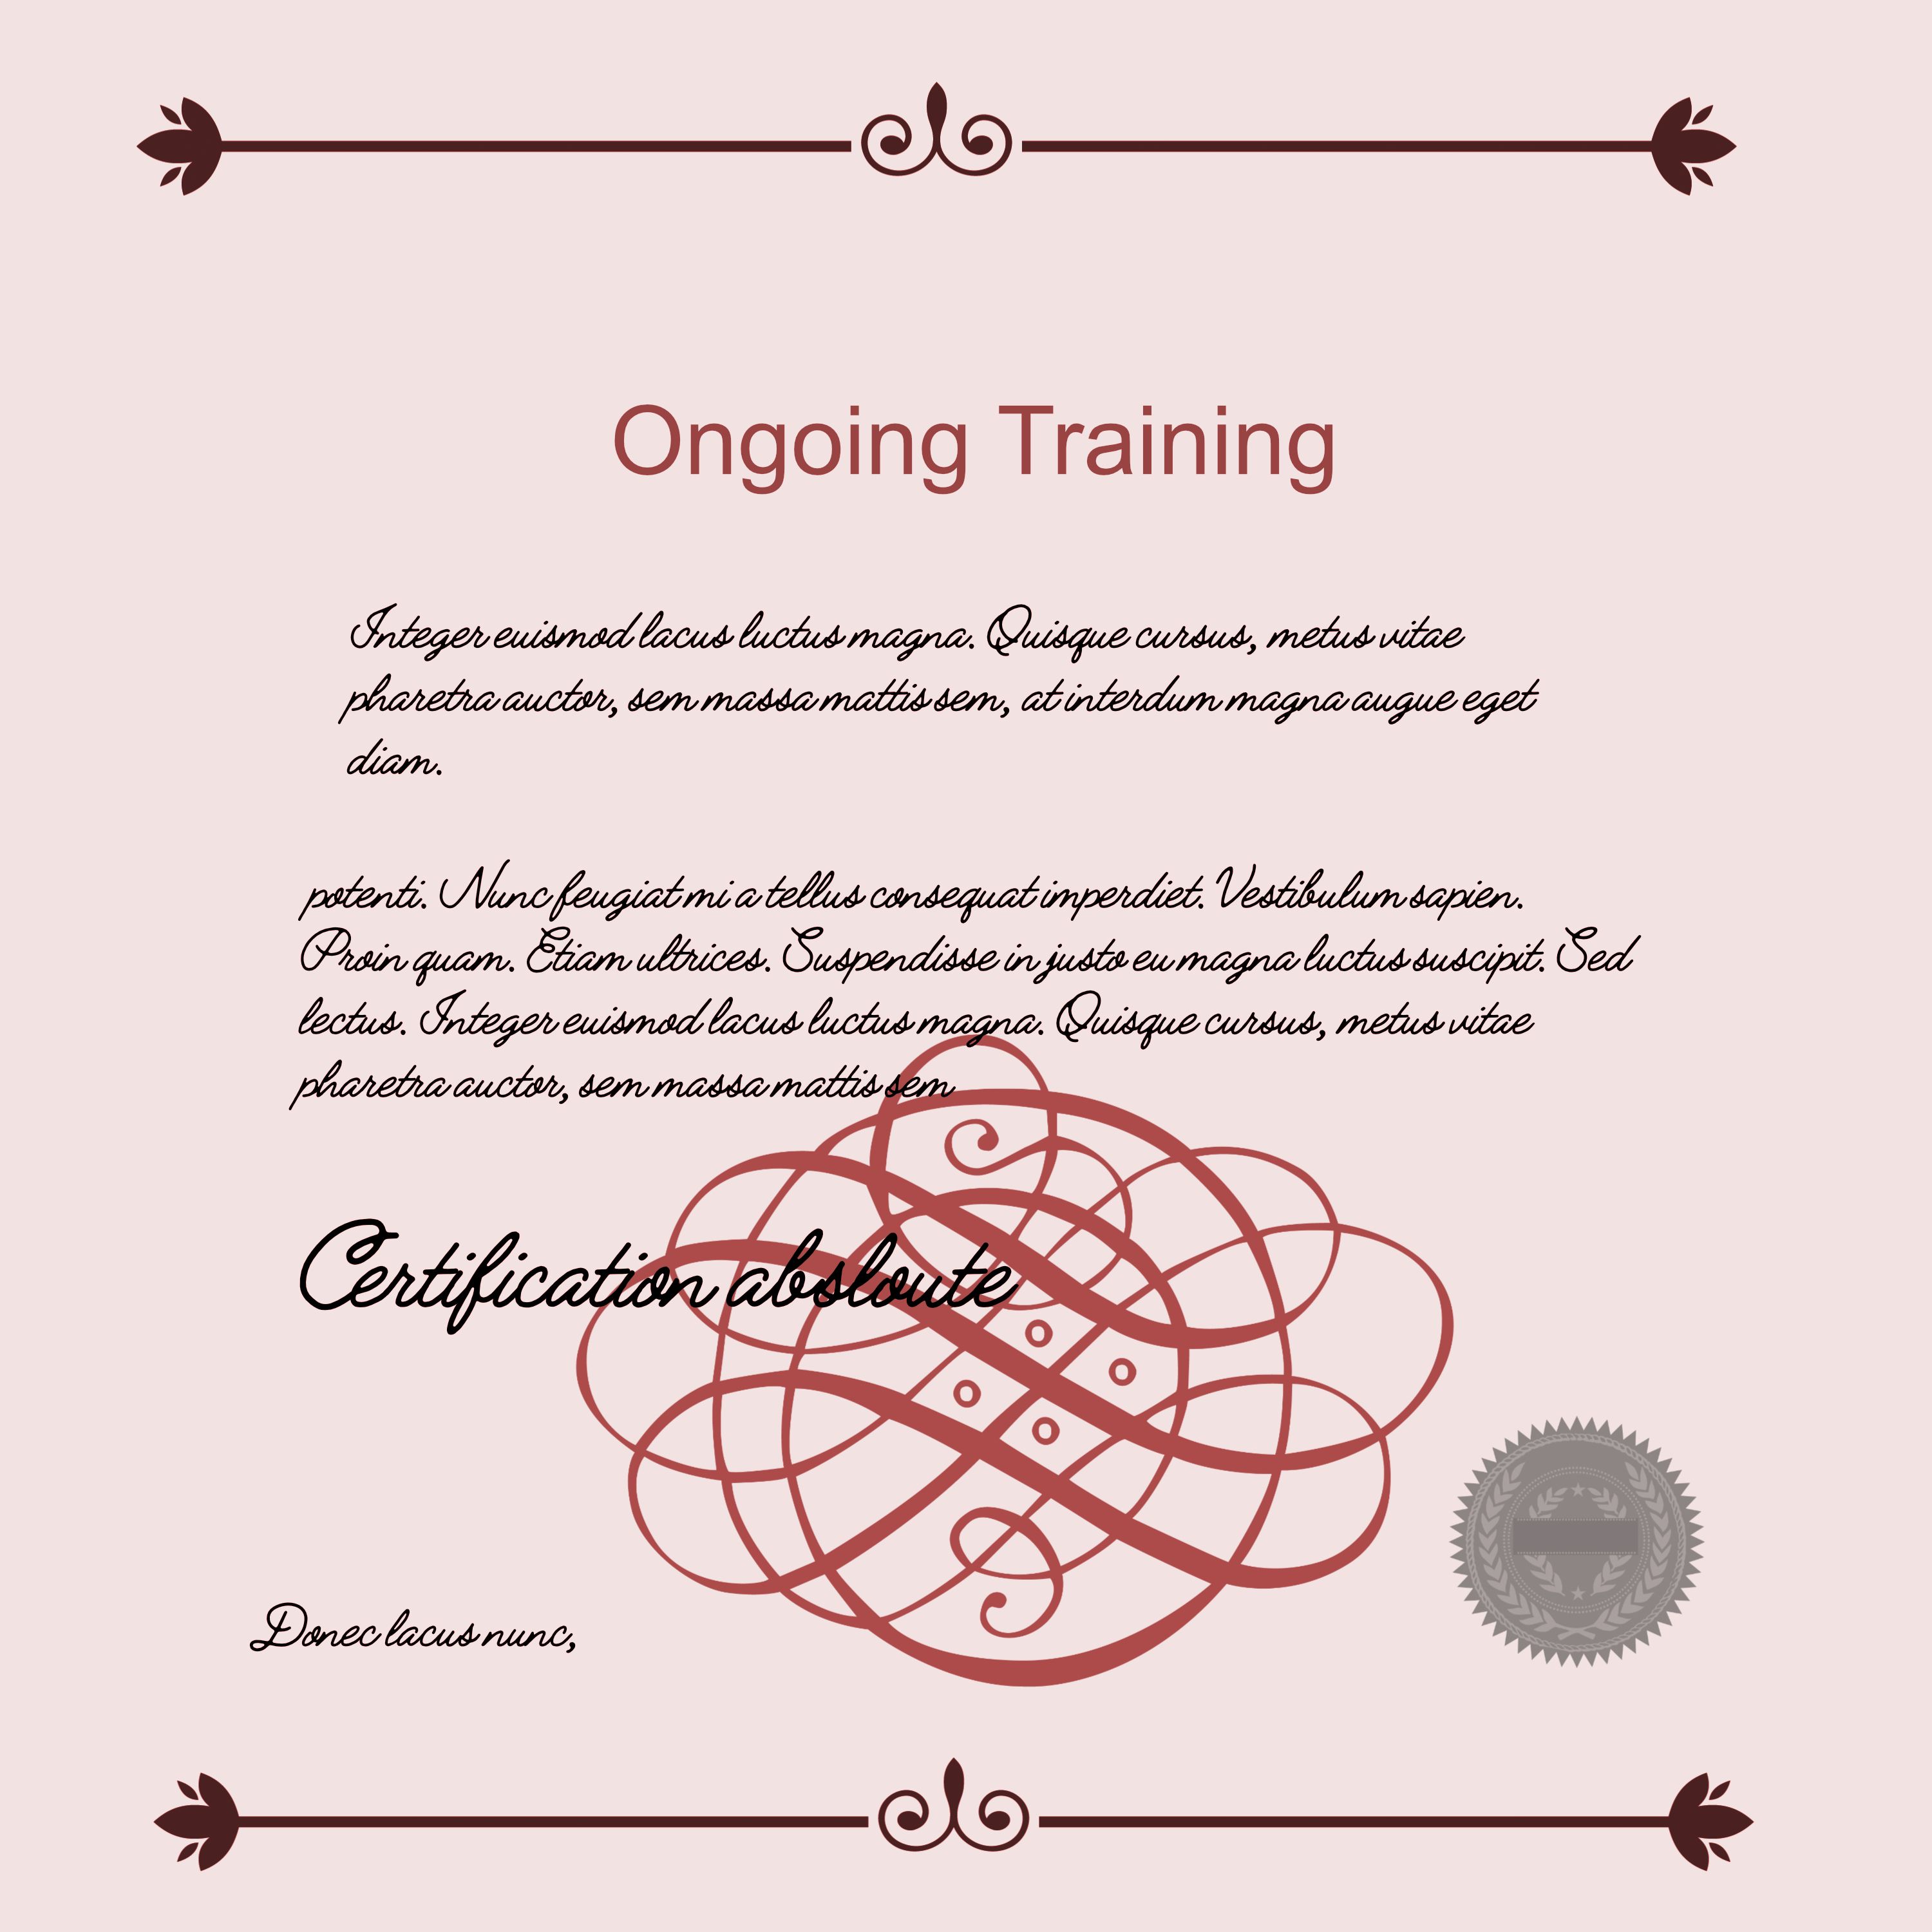 Ongoing Training
Integer euismod lacus luctus magna. Quisque cursus, metus vitae
pharetra auctor, sem massa mattis sem, at interdum magna augue eget
diam.
potenti. Nunc feugiat mi a tellus consequat imperdiet. Vestibulum sapien.
Proin quam. Etiam ultrices. Suspendisse in justo eu magna luctus suscipit. Sed
lectus. Integer euismod lacus luctus magna. Quisque cursus, metus vitae
pharetra auctor, sem massa mattis sem
Certification absloute
Donec lacus nunc,